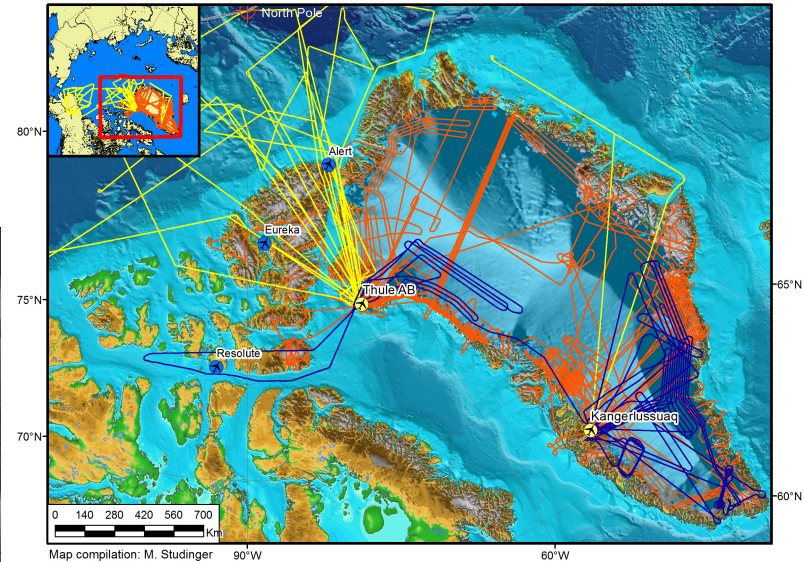 North Pole
80°N
Alert
Eureka
Thule AB
75°N
65°N
Resolute
Kangerlussuaq
70°N
60°N
0 140 280 420 560 700
Km
Map compilation: M. Studinger
90°W
60°W